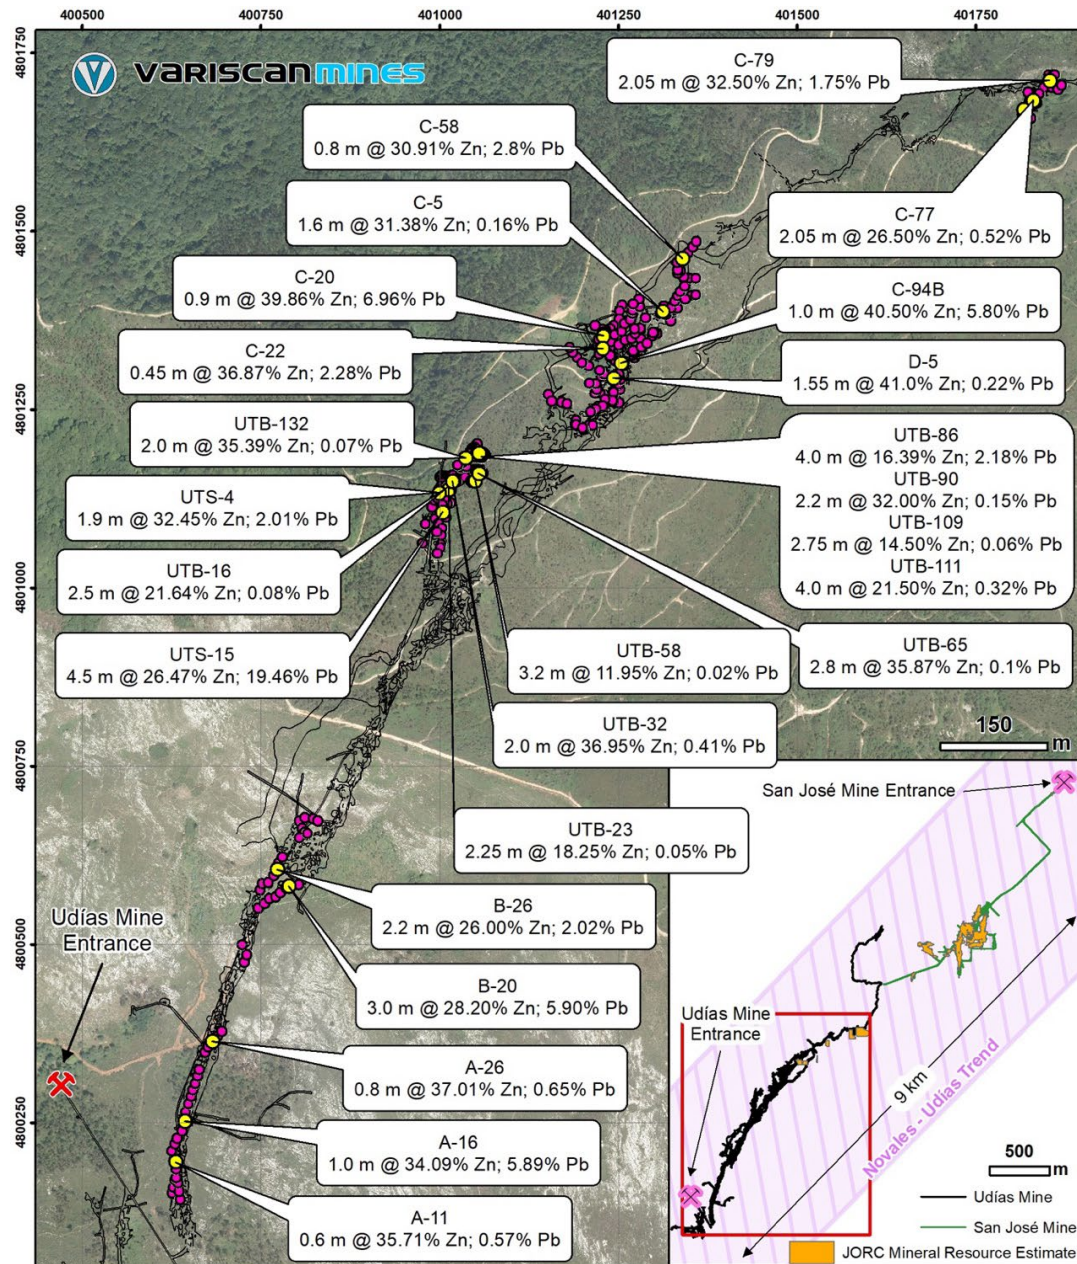 400500
400750
401000
401250
401500
401750
4801750
4801500
4801250
4801000
4800750
4800500
4800250
V VARISCAN MINES
C-79
2.05 m @ 32.50% Zn; 1.75% Pb
C-58
0.8 m @ 30.91% Zn; 2.8% Pb
C-5
1.6 m @ 31.38% Zn; 0.16% Pb
C-77
2.05 m @ 26.50% Zn; 0.52% Pb
C-20
0.9 m @ 39.86% Zn; 6.96% Pb
C-94B
1.0 m @ 40.50% Zn; 5.80% Pb
C-22
0.45 m @ 36.87% Zn; 2.28% Pb
D-5
1.55 m @ 41.0% Zn; 0.22% Pb
UTB-132
2.0 m @ 35.39% Zn; 0.07% Pb
UTB-86
4.0 m @ 16.39% Zn; 2.18% Pb
UTB-90
2.2 m @ 32.00% Zn; 0.15% Pb
UTB-109
2.75 m @ 14.50% Zn; 0.06% Pb
UTB-111
4.0 m @ 21.50% Zn; 0.32% Pb
UTS-4
1.9 m @ 32.45% Zn; 2.01% Pb
UTB-16
2.5 m @ 21.64% Zn; 0.08% Pb
UTS-15
4.5 m @ 26.47% Zn; 19.46% Pb
UTB-58
3.2 m @ 11.95% Zn; 0.02% Pb
UTB-65
2.8 m @ 35.87% Zn; 0.1% Pb
UTB-32
2.0 m @ 36.95% Zn; 0.41% Pb
150
m
UTB-23
2.25 m @ 18.25% Zn; 0.05% Pb
B-26
2.2 m @ 26.00% Zn; 2.02% Pb
B-20
3.0 m @ 28.20% Zn; 5.90% Pb
Udías Mine
Entrance
A-26
0.8 m @ 37.01% Zn; 0.65% Pb
A-16
1.0 m @ 34.09% Zn; 5.89% Pb
A-11
0.6 m @ 35.71% Zn; 0.57% Pb
San José Mine Entrance
Udías Mine
Entrance
9 km
Novales - Udías Trend
500
m
Udías Mine
San José Mine
JORC Mineral Resource Estimate